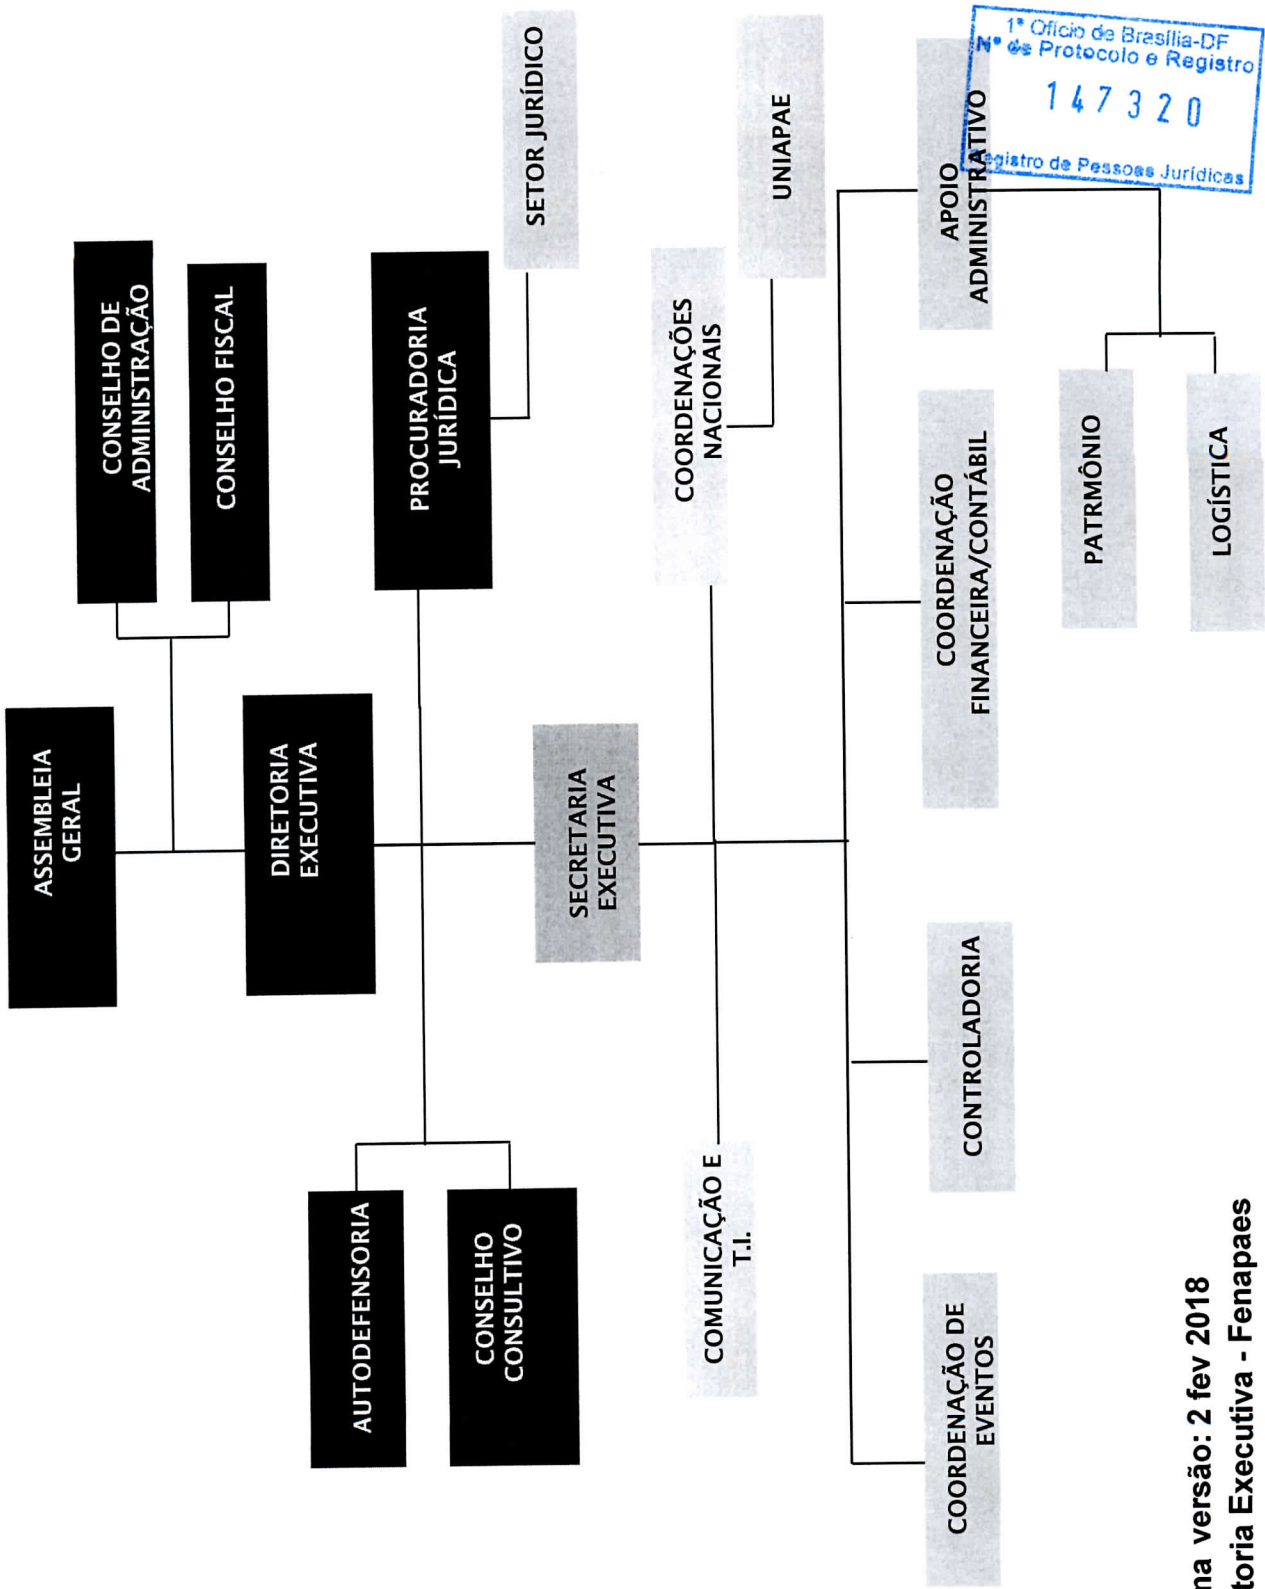 ASSEMBLEIA
GERAL
CONSELHO DE
ADMINISTRAÇÃO
CONSELHO FISCAL
DIRETORIA
EXECUTIVA
AUTODEFENSORIA
CONSELHO
CONSULTIVO
PROCURADORIA
JURÍDICA
SETOR JURÍDICO
SECRETARIA
EXECUTIVA
COMUNICAÇÃO E
T.I.
COORDENAÇÕES
NACIONAIS
UNIAPAE
COORDENAÇÃO DE
EVENTOS
CONTROLADORIA
COORDENAÇÃO
FINANCEIRA/CONTÁBIL
APOIO
ADMINISTRATIVO
PATRMÔNIO
LOGÍSTICA
1º Ofício de Brasília-DF
Nº de Protocolo e Registro
147320
Registro de Pessoas Jurídicas
na versão: 2 fev 2018
toria Executiva - Fenapaes